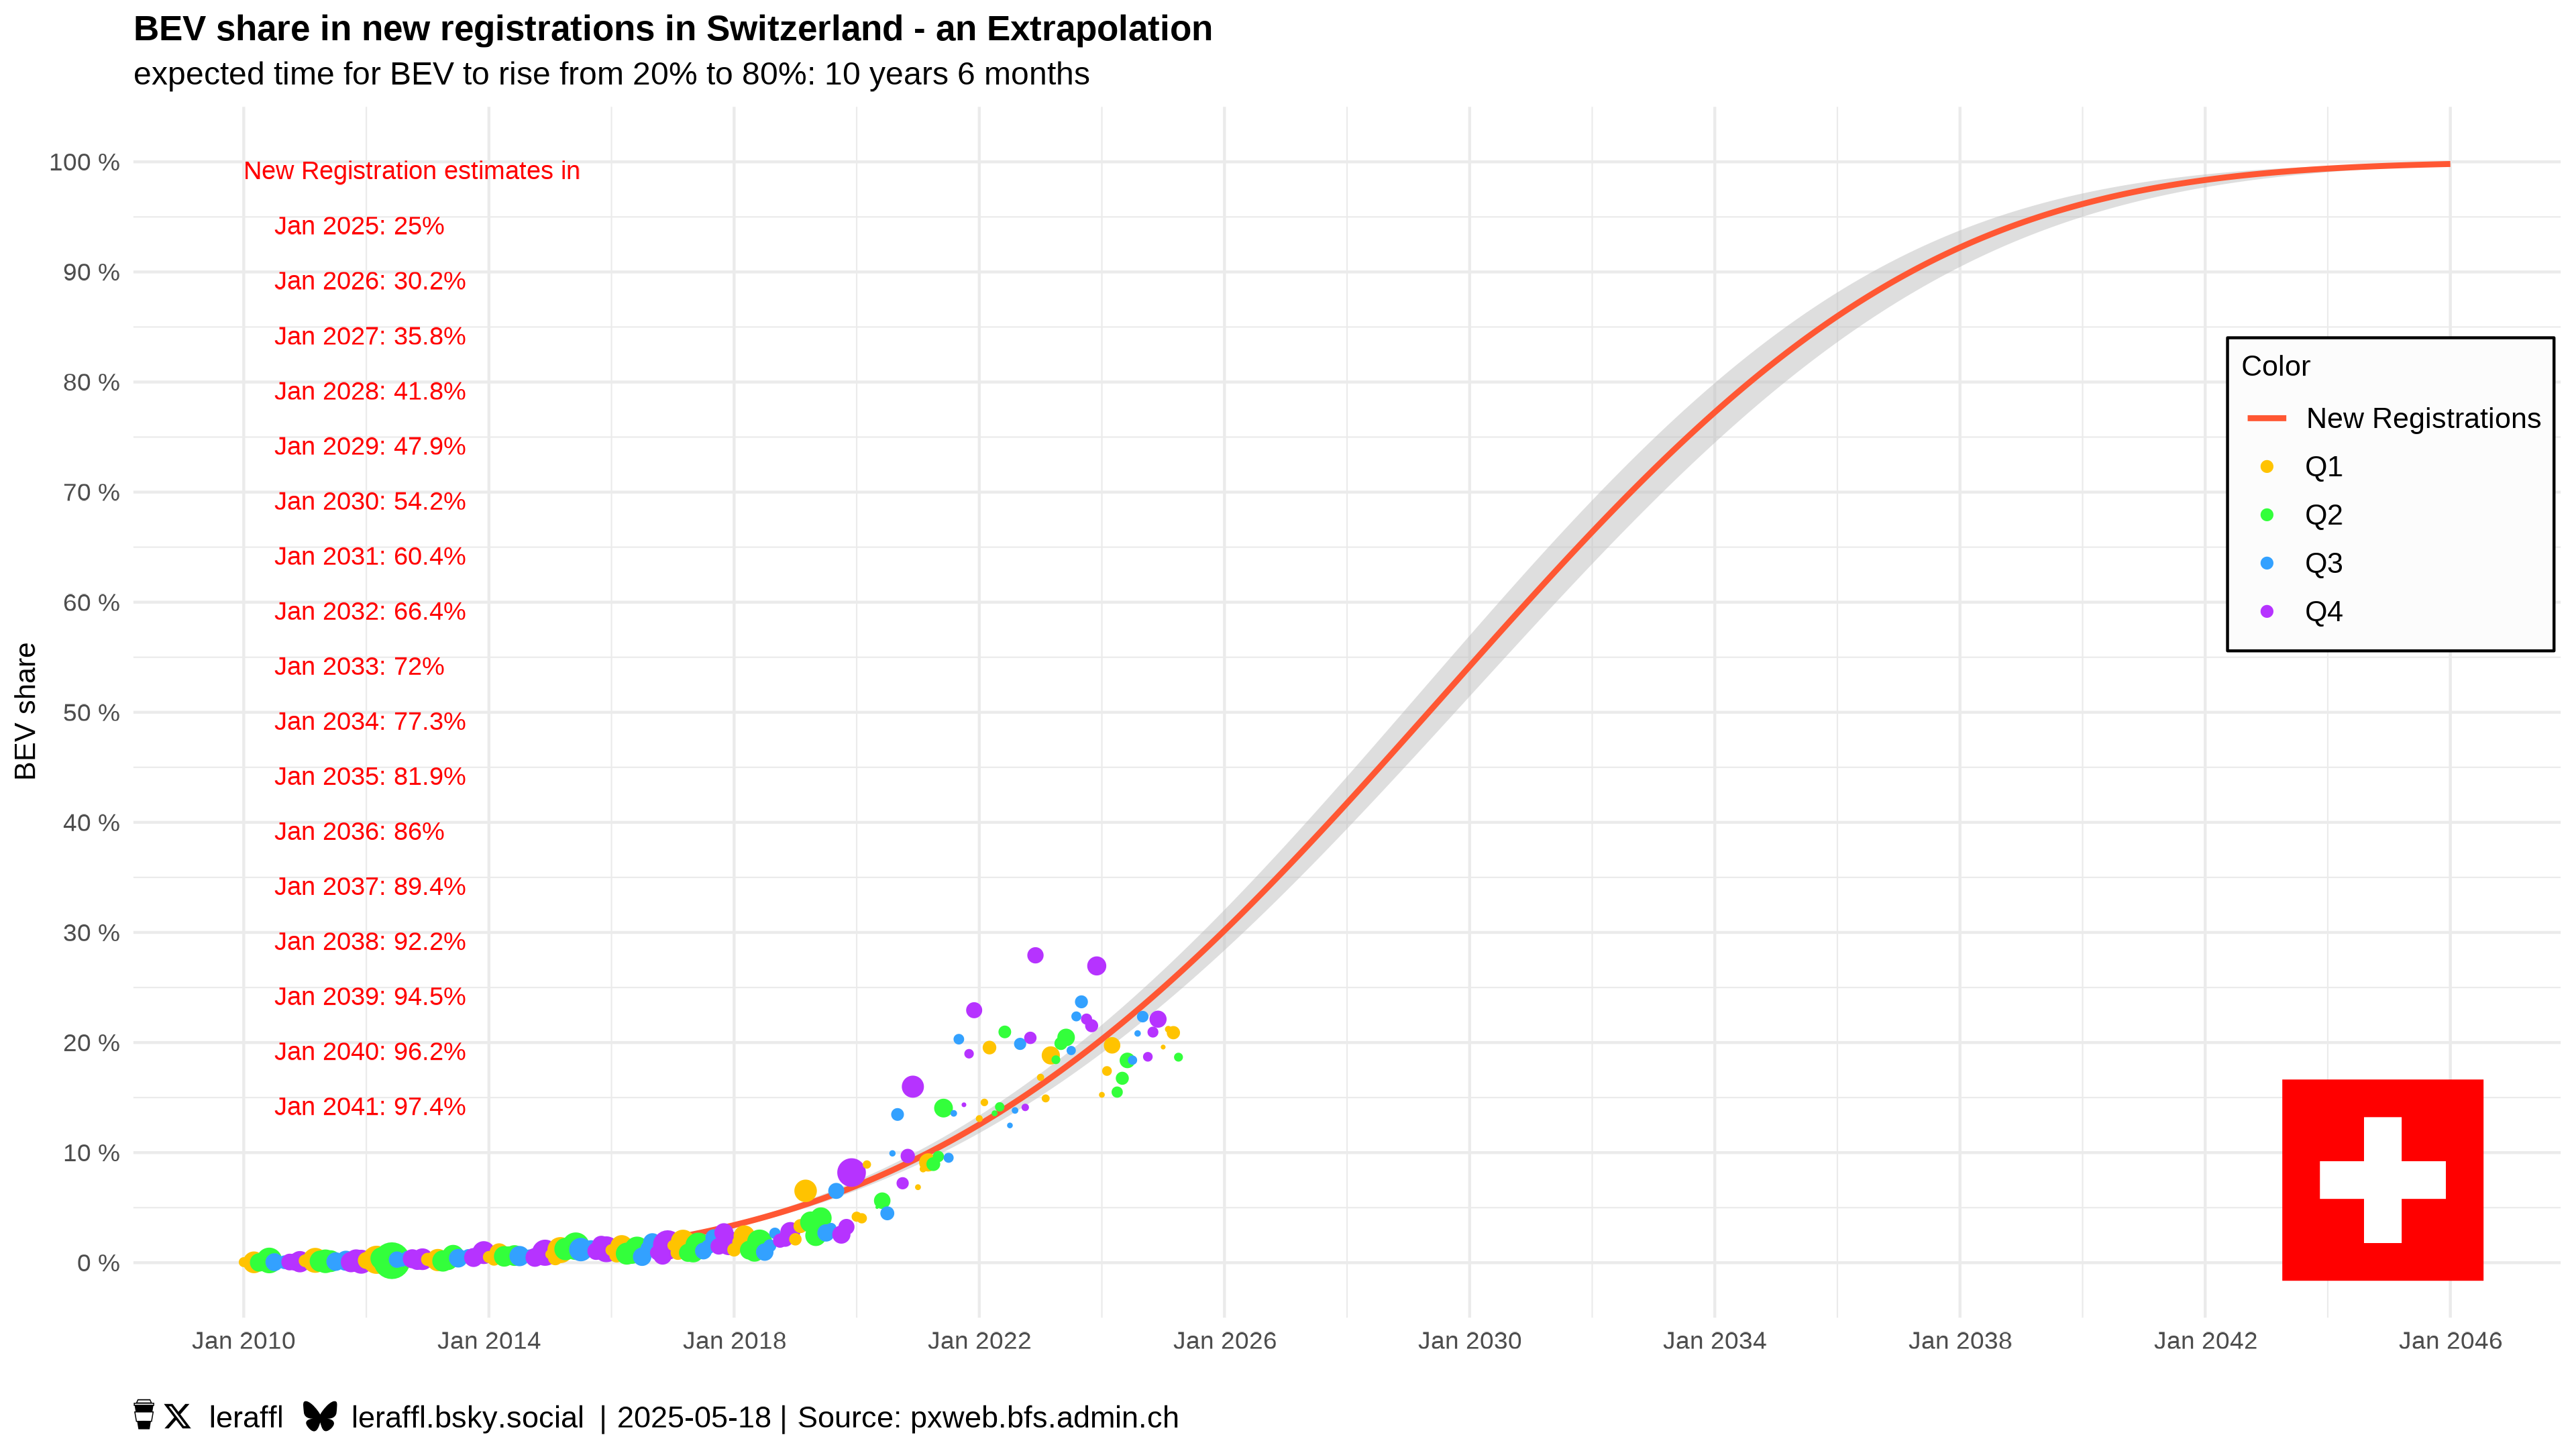 BEV share in new registrations in Switzerland - an Extrapolation
expected time for BEV to rise from 20% to 80%: 10 years 6 months
BEV share
100 %
90 %
80 %
70 %
60 %
50 %
40 %
30 %
20 %
10 %
0 %
New Registration estimates in
Jan 2025: 25%
Jan 2026: 30.2%
Jan 2027: 35.8%
Jan 2028: 41.8%
Jan 2029: 47.9%
Jan 2030: 54.2%
Jan 2031: 60.4%
Jan 2032: 66.4%
Jan 2033: 72%
Jan 2034: 77.3%
Jan 2035: 81.9%
Jan 2036: 86%
Jan 2037: 89.4%
Jan 2038: 92.2%
Jan 2039: 94.5%
Jan 2040: 96.2%
Jan 2041: 97.4%
Color
New Registrations
Q1
Q2
Q3
Q4
Jan 2010 Jan 2014 Jan 2018 Jan 2022 Jan 2026 Jan 2030 Jan 2034 Jan 2038 Jan 2042 Jan 2046
leraffl leraffl.bsky.social | 2025-05-18 | Source: pxweb.bfs.admin.ch